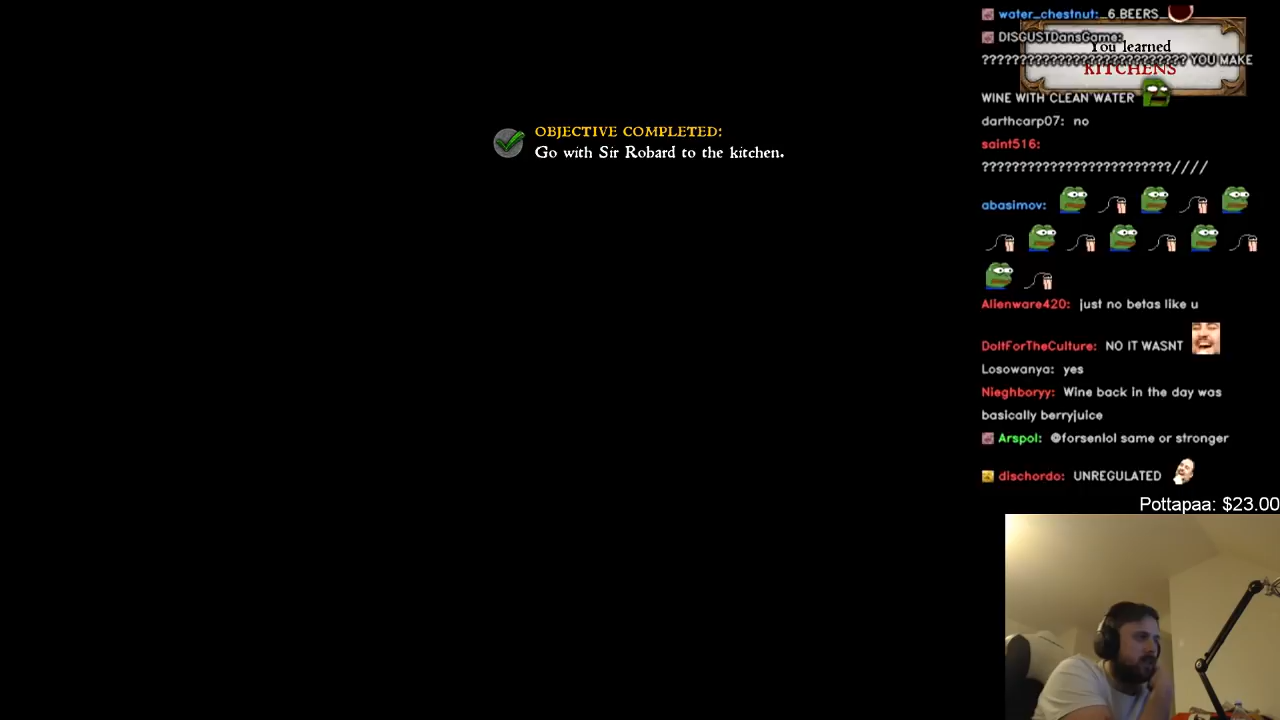 OBJECTIVE COMPLETED:
Go with Sir Robard to the kitchen.
water_chestnut: 6 BEERS
You learned
KITCHENS
DISGUSTDansGame:
??????????????????????????? YOU MAKE
WINE WITH CLEAN WATER
darthcarp07: no
saint516:
?????????????????????????////
abasimov:
Alienware420: just no betas like u
DoItForTheCulture: NO IT WASNT
Losowanya: yes
Nieghboryy: Wine back in the day was
basically berryjuice
Arspol: @forsenlol same or stronger
dischordo: UNREGULATED
Pottapaa: $23.00